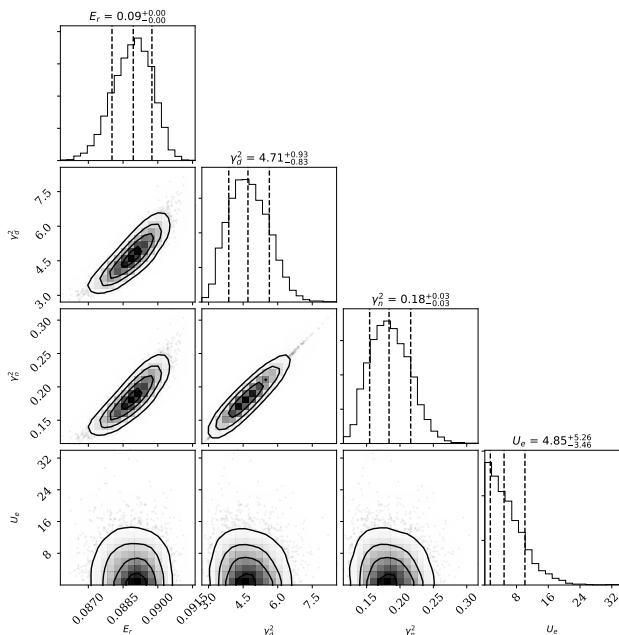 E_r = 0.09^{+0.00}_{-0.00}
γ_d^2 = 4.71^{+0.93}_{-0.83}
7.5
6.0
4.5
3.0
γ_d^2
γ_n^2 = 0.18^{+0.03}_{-0.03}
0.30
0.25
0.20
0.15
γ_n^2
U_e = 4.85^{+5.26}_{-3.46}
32
24
16
8
U_e
0.0870 0.0885 0.0900 0.0915 3.0 4.5 7.5 0.15 0.20 0.30 8 16 24 32
E_r γ_d^2 γ_n^2 U_e